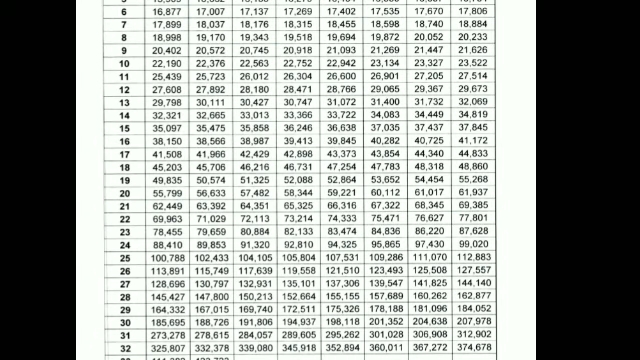 6 16,877 17,007 17,137 17,269 17,402 17,535 17,670 17,806
7 17,899 18,037 18,176 18,315 18,455 18,598 18,740 18,884
8 18,998 19,170 19,343 19,518 19,694 19,872 20,052 20,233
9 20,402 20,572 20,745 20,918 21,093 21,269 21,447 21,626
10 22,190 22,376 22,563 22,752 22,942 23,134 23,327 23,522
11 25,439 25,723 26,012 26,304 26,600 26,901 27,205 27,514
12 27,608 27,892 28,180 28,471 28,766 29,065 29,367 29,673
13 29,798 30,111 30,427 30,747 31,072 31,400 31,732 32,069
14 32,321 32,665 33,013 33,366 33,722 34,083 34,449 34,819
15 35,097 35,475 35,858 36,246 36,638 37,035 37,437 37,845
16 38,150 38,566 38,987 39,413 39,845 40,282 40,725 41,172
17 41,508 41,966 42,429 42,898 43,373 43,854 44,340 44,833
18 45,203 45,706 46,216 46,731 47,254 47,783 48,318 48,860
19 49,835 50,574 51,325 52,088 52,864 53,652 54,454 55,268
20 55,799 56,633 57,482 58,344 59,221 60,112 61,017 61,937
21 62,449 63,392 64,351 65,325 66,316 67,322 68,345 69,385
22 69,963 71,029 72,113 73,214 74,333 75,471 76,627 77,801
23 78,455 79,659 80,884 82,133 83,474 84,836 86,220 87,628
24 88,410 89,853 91,320 92,810 94,325 95,865 97,430 99,020
25 100,788 102,433 104,105 105,804 107,531 109,286 111,070 112,883
26 113,891 115,749 117,639 119,558 121,510 123,493 125,508 127,557
27 128,696 130,797 132,931 135,101 137,306 139,547 141,825 144,140
28 145,427 147,800 150,213 152,664 155,155 157,689 160,262 162,877
29 164,332 167,015 169,740 172,511 175,326 178,188 181,096 184,052
30 185,695 188,726 191,806 194,937 198,118 201,352 204,638 207,978
31 273,278 278,615 284,057 289,605 295,262 301,028 306,908 312,902
32 325,807 332,378 339,080 345,918 352,894 360,011 367,272 374,678